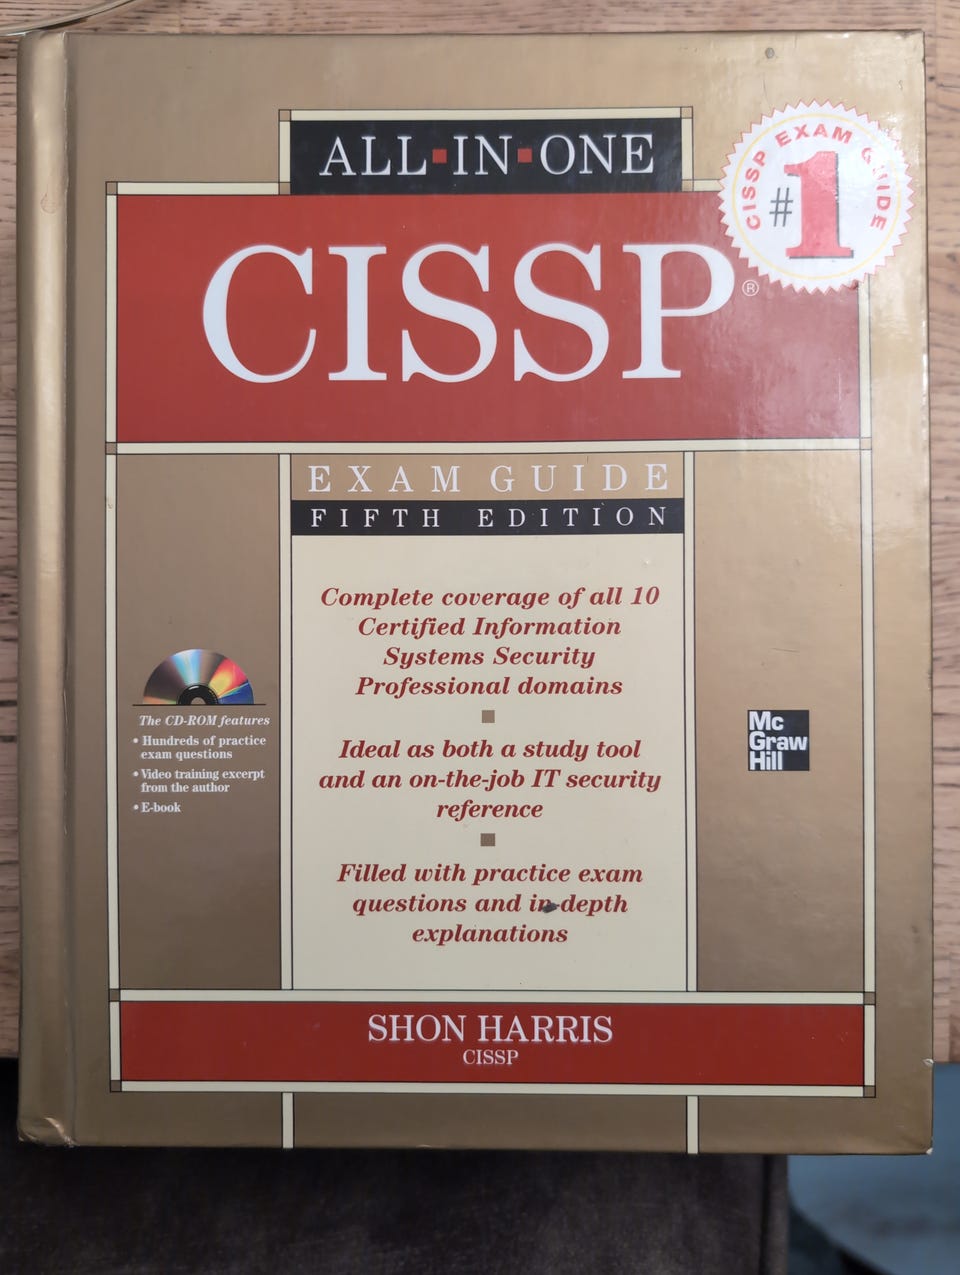 ALL▪IN▪ONE
CISSP EXAM GUIDE
#1
CISSP®
EXAM GUIDE
FIFTH EDITION
Complete coverage of all 10
Certified Information
Systems Security
Professional domains
Ideal as both a study tool
and an on-the-job IT security
reference
Filled with practice exam
questions and in-depth
explanations
The CD-ROM features
• Hundreds of practice
exam questions
• Video training excerpt
from the author
• E-book
Mc
Graw
Hill
SHON HARRIS
CISSP